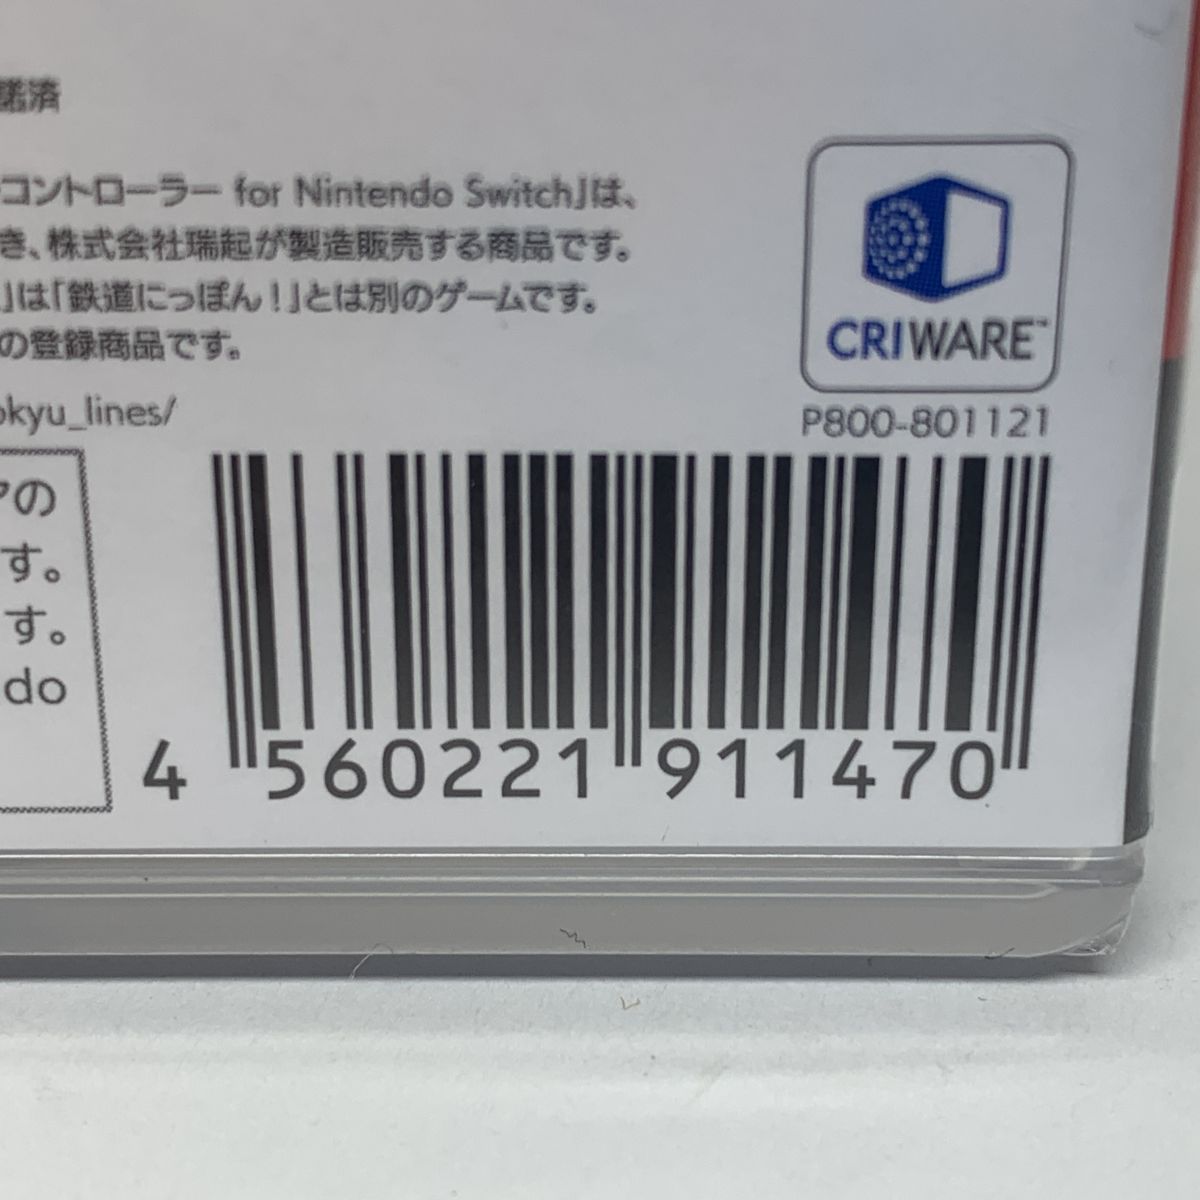 諾済
コントローラー for Nintendo Switch」は、
き、株式会社瑞起が製造販売する商品です。
」は「鉄道にっぽん!」とは別のゲームです。
の登録商品です。
okyu_lines/
CRIWARE™
P800-801121
アの
す。
す。
do
4 560221 911470